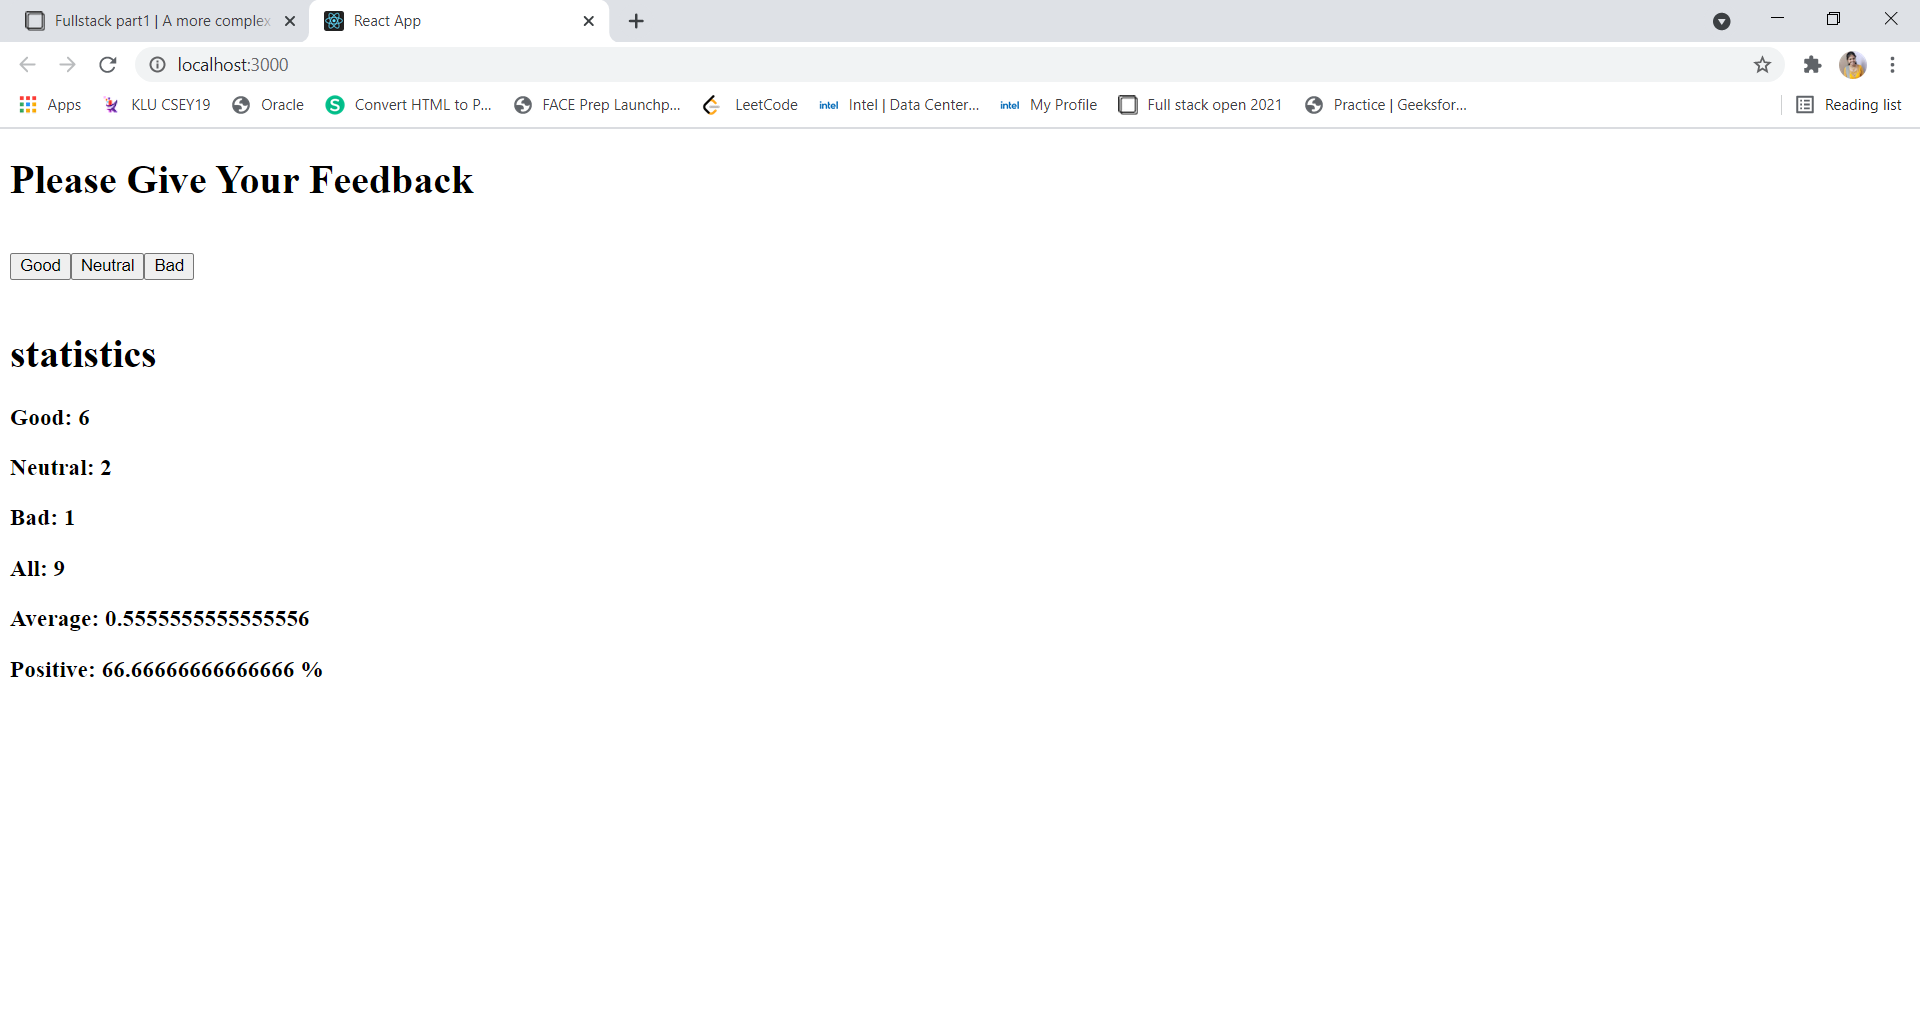 Fullstack part1 | A more complex
React App
localhost:3000
Apps
KLU CSEY19
Oracle
S
Convert HTML to P...
FACE Prep Launchp...
LeetCode
intel
Intel | Data Center...
intel
My Profile
Full stack open 2021
Practice | Geeksfor...
Reading list
Please Give Your Feedback
Good Neutral Bad
statistics
Good: 6
Neutral: 2
Bad: 1
All: 9
Average: 0.5555555555555556
Positive: 66.66666666666666 %